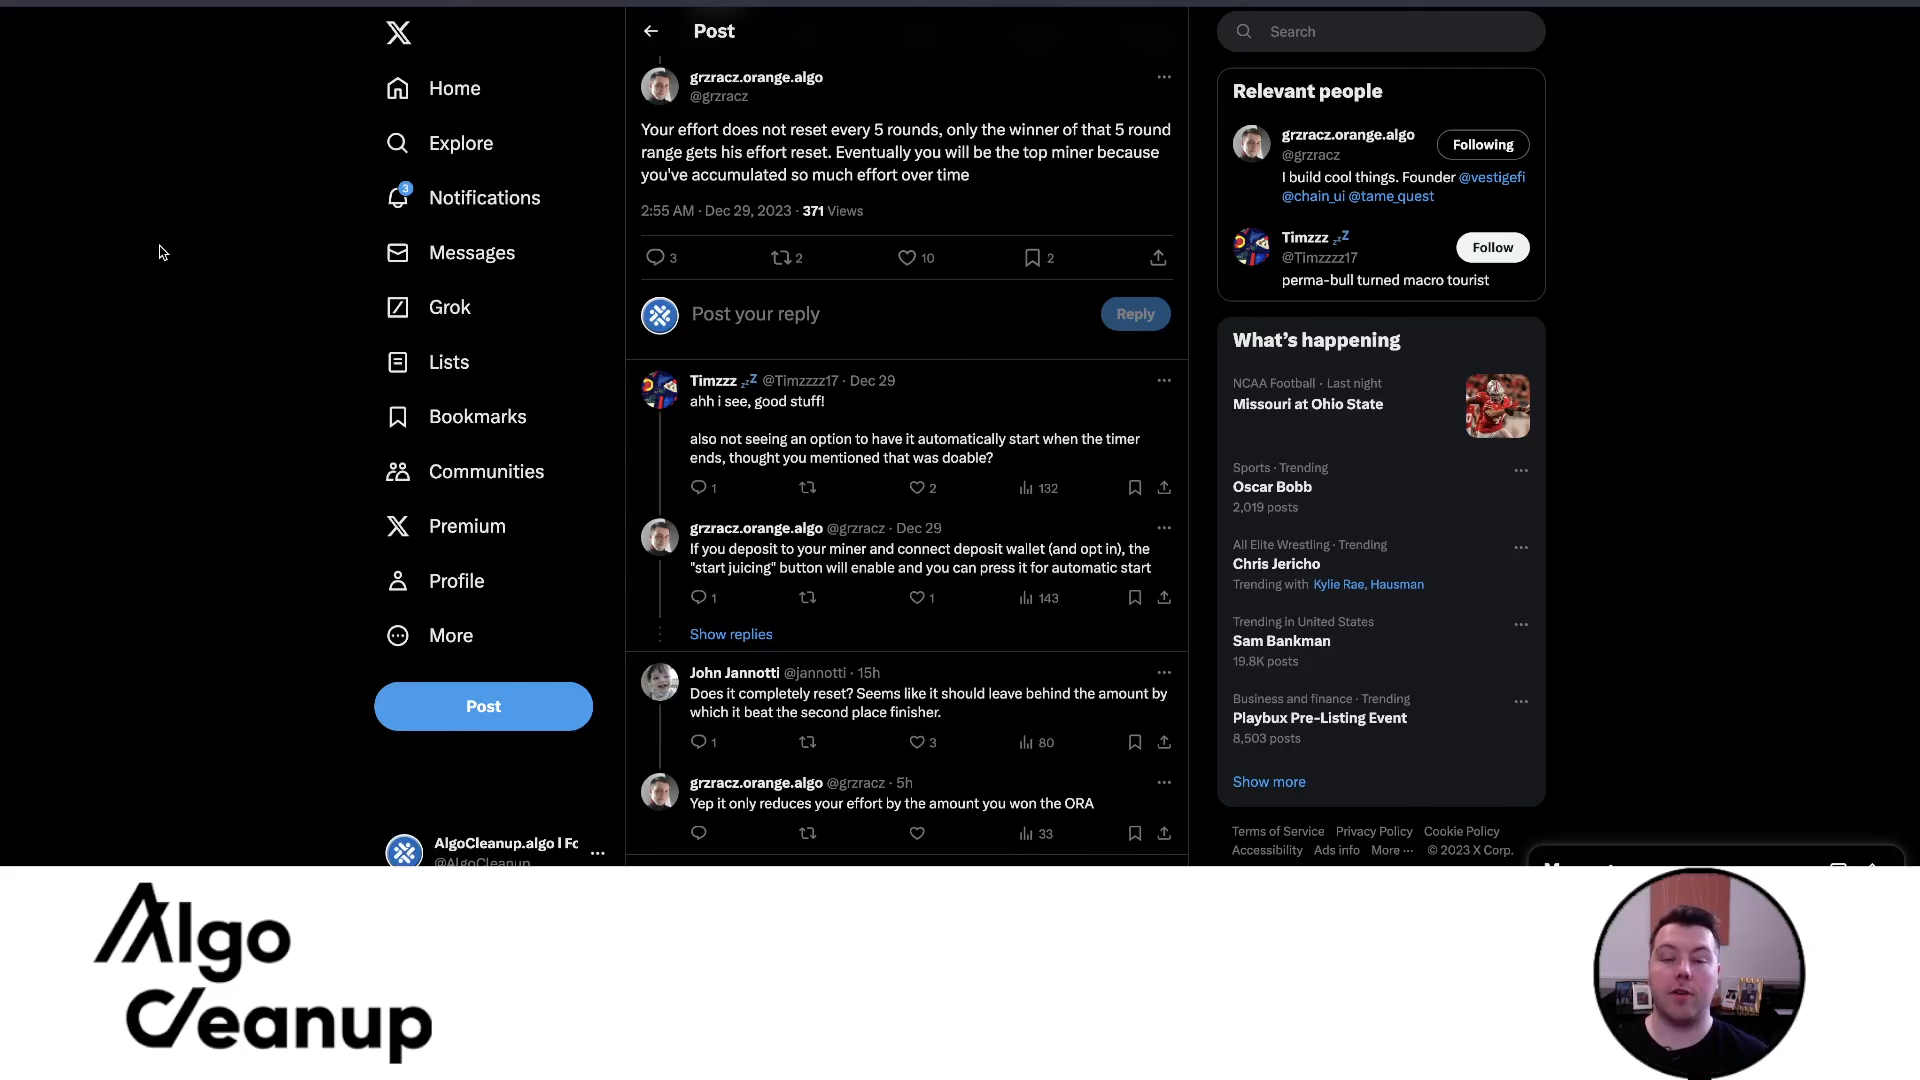 Home
Explore
3
Notifications
Messages
Grok
Lists
Bookmarks
Communities
Premium
Profile
More
Post
AlgoCleanup.algo l Fo
@AlgoCleanup
Post
grzracz.orange.algo
@grzracz
Your effort does not reset every 5 rounds, only the winner of that 5 round
range gets his effort reset. Eventually you will be the top miner because
you've accumulated so much effort over time
2:55 AM · Dec 29, 2023 · 371 Views
3 2 10 2
Post your reply
Reply
Timzzz @Timzzzz17 · Dec 29
ahh i see, good stuff!
also not seeing an option to have it automatically start when the timer
ends, thought you mentioned that was doable?
1 2 132
grzracz.orange.algo @grzracz · Dec 29
If you deposit to your miner and connect deposit wallet (and opt in), the
"start juicing" button will enable and you can press it for automatic start
1 1 143
Show replies
John Jannotti @jannotti · 15h
Does it completely reset? Seems like it should leave behind the amount by
which it beat the second place finisher.
1 3 80
grzracz.orange.algo @grzracz · 5h
Yep it only reduces your effort by the amount you won the ORA
33
Search
Relevant people
grzracz.orange.algo
@grzracz
Following
I build cool things. Founder @vestigefi
@chain_ui @tame_quest
Timzzz
@Timzzzz17
Follow
perma-bull turned macro tourist
What's happening
NCAA Football · Last night
Missouri at Ohio State
Sports · Trending
Oscar Bobb
2,019 posts
All Elite Wrestling · Trending
Chris Jericho
Trending with Kylie Rae, Hausman
Trending in United States
Sam Bankman
19.8K posts
Business and finance · Trending
Playbux Pre-Listing Event
8,503 posts
Show more
Terms of Service Privacy Policy Cookie Policy
Accessibility Ads info More ··· © 2023 X Corp.
Algo
Cleanup